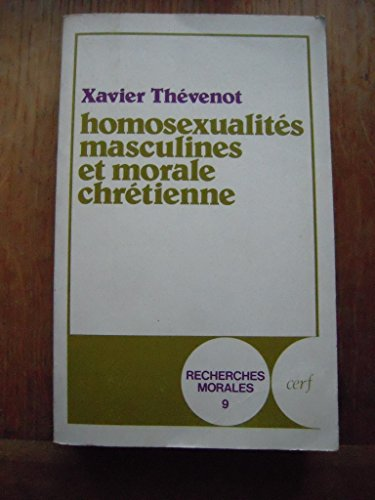 Xavier Thévenot
homosexualités
masculines
et morale
chrétienne
RECHERCHES
MORALES
9
cerf